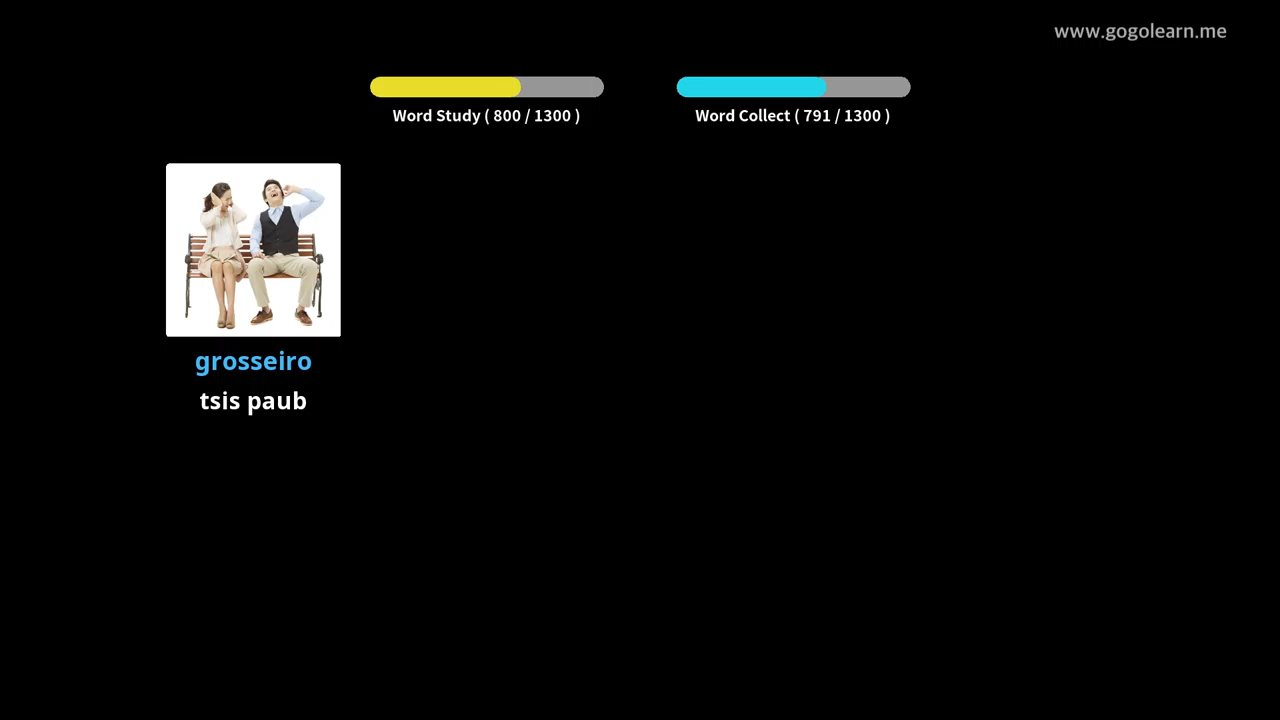 www.gogolearn.me
Word Study ( 800 / 1300 )
Word Collect ( 791 / 1300 )
grosseiro
tsis paub